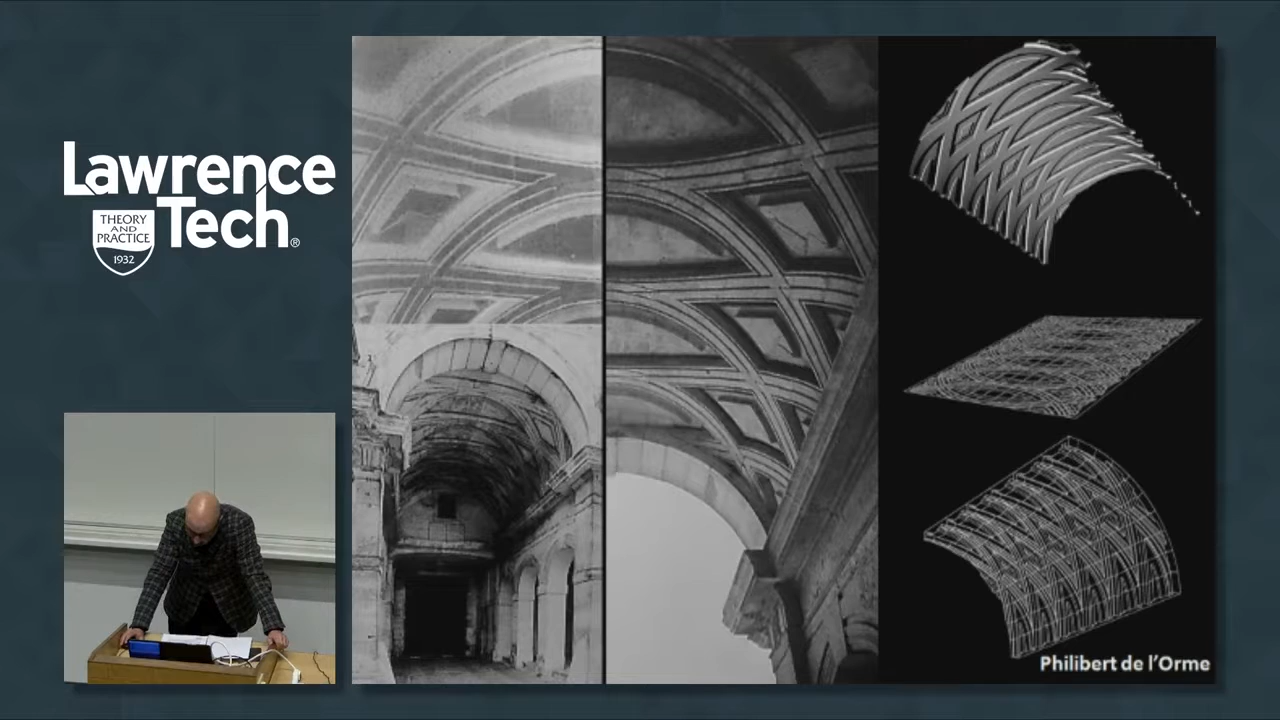 Lawrence
Tech®
THEORY
AND
PRACTICE
1932
Philibert de l'Orme